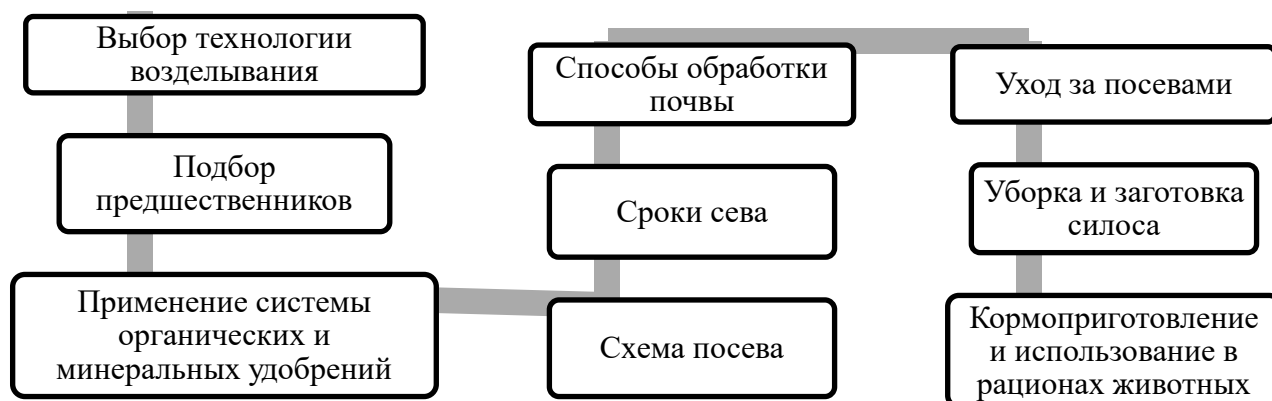 Выбор технологии
возделывания
Подбор
предшественников
Применение системы
органических и
минеральных удобрений
Способы обработки
почвы
Сроки сева
Схема посева
Уход за посевами
Уборка и заготовка
силоса
Кормоприготовление
и использование в
рационах животных